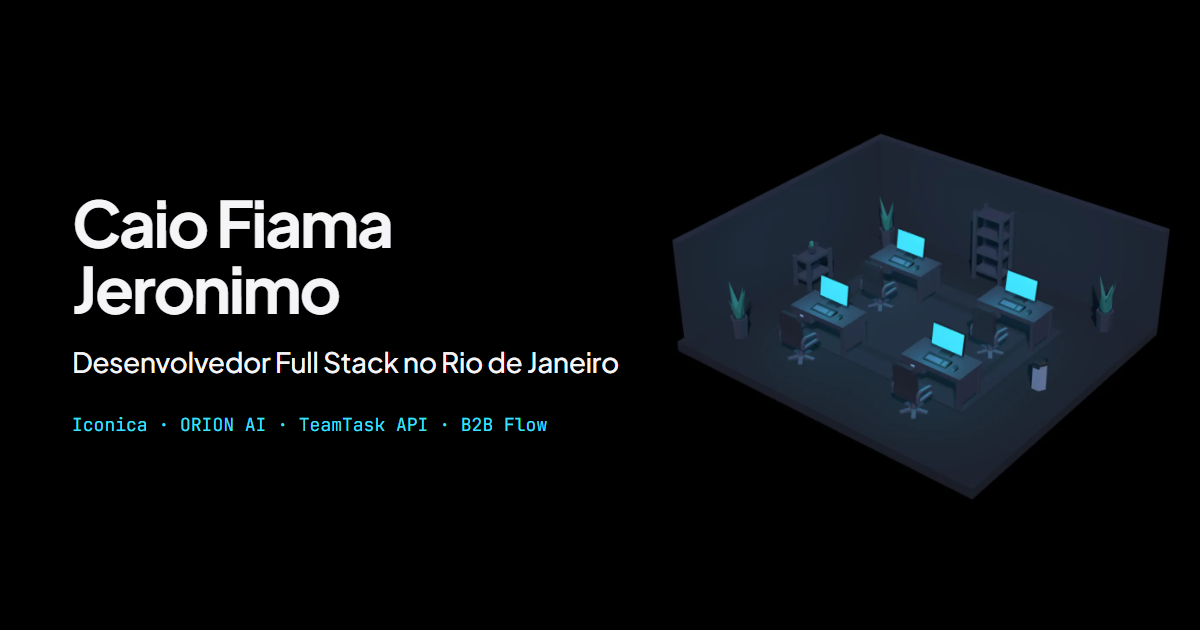 Caio Fiama
Jeronimo
Desenvolvedor Full Stack no Rio de Janeiro
Iconica · ORION AI · TeamTask API · B2B Flow